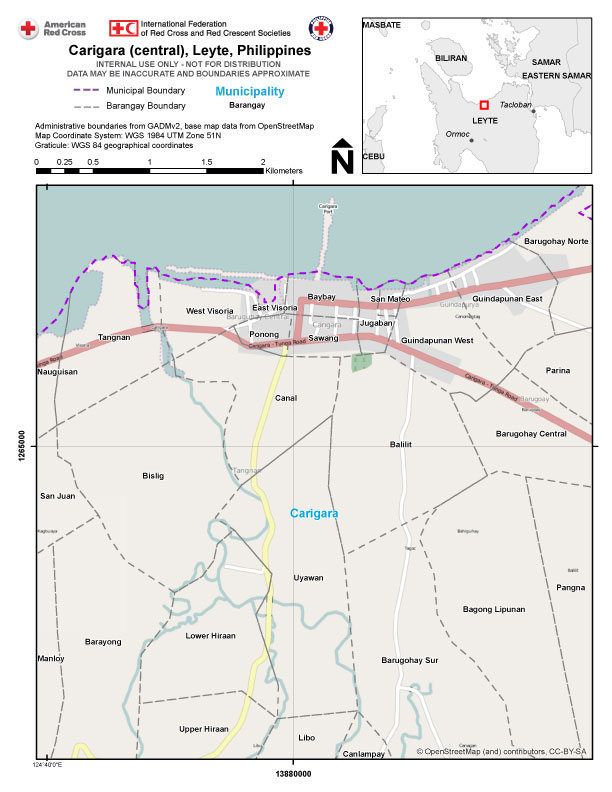 American
Red Cross
International Federation
of Red Cross and Red Crescent Societies
Carigara (central), Leyte, Philippines
INTERNAL USE ONLY - NOT FOR DISTRIBUTION
DATA MAY BE INACCURATE AND BOUNDARIES APPROXIMATE
Municipal Boundary
Municipality
Barangay Boundary
Barangay
Administrative boundaries from GADMv2, base map data from OpenStreetMap
Map Coordinate System: WGS 1984 UTM Zone 51N
Graticule: WGS 84 geographical coordinates
0 0.25 0.5 1 1.5 2
Kilometers
N
MASBATE
BILIRAN
SAMAR
EASTERN SAMAR
Tacloban
LEYTE
Ormoc
CEBU
Carigara
Port
Barugohay Norte
Baybay
San Mateo
Guindapunan East
Guindapunan
West Visoria
East Visoria
Barugohay Central
Carigara
Jugaban
Tangnan
Ponong
Sawang
Guindapunan West
Carigara - Tunga Road
Nauguisan
Parina
Canal
Carigara - Tunga Road
Barugohay Central
Balilit
1265000
Tangnan
Bislig
San Juan
Carigara
Uyawan
Pangna
Bagong Lipunan
Lower Hiraan
Barayong
Manloy
Barugohay Sur
Upper Hiraan
Libo
Libo
Canlampay
© OpenStreetMap (and) contributors, CC-BY-SA
124°40'0"E
13880000